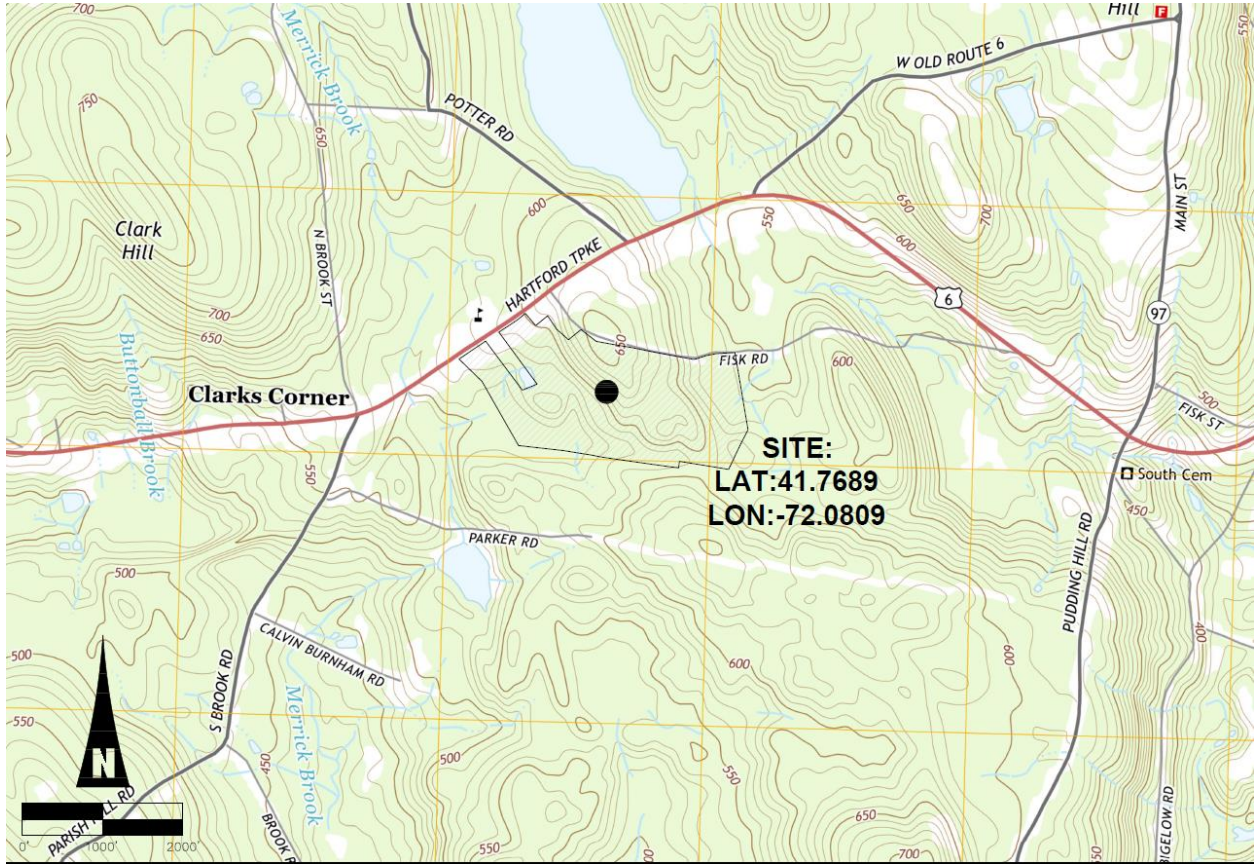 700
Merrick Brook
Hill
F
550
W OLD ROUTE 6
750
POTTER RD
650
MAIN ST
600
650
700
Clark
Hill
N BROOK ST
HARTFORD TPKE
550
600
6
97
700
650
650
FISK RD
600
Buttonball Brook
Clarks Corner
500
FISK ST
SITE:
LAT:41.7689
LON:-72.0809
South Cem
550
450
PARKER RD
PUDDING HILL RD
500
CALVIN BURNHAM RD
400
500
S BROOK RD
600
600
Merrick Brook
550
N
450
500
550
PARISH HILL RD
BROOK R
650
BIGELOW RD
0'
1000'
2000'
550
700